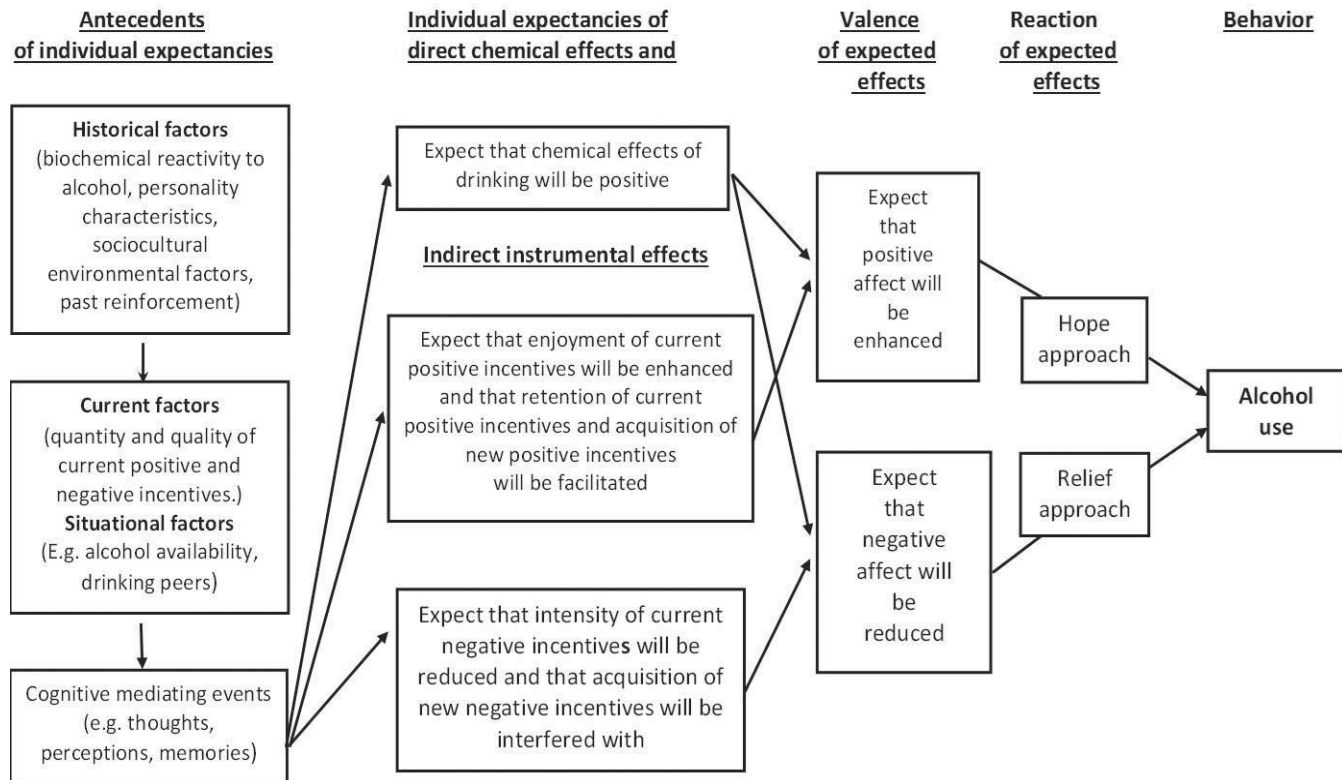 Antecedents
of individual expectancies
Historical factors
(biochemical reactivity to
alcohol, personality
characteristics,
sociocultural
environmental factors,
past reinforcement)
Current factors
(quantity and quality of
current positive and
negative incentives.)
Situational factors
(E.g. alcohol availability,
drinking peers)
Cognitive mediating events
(e.g. thoughts,
perceptions, memories)
Individual expectancies of
direct chemical effects and
Expect that chemical effects of
drinking will be positive
Indirect instrumental effects
Expect that enjoyment of current
positive incentives will be enhanced
and that retention of current
positive incentives and acquisition of
new positive incentives
will be facilitated
Expect that intensity of current
negative incentives will be
reduced and that acquisition of
new negative incentives will be
interfered with
Valence
of expected
effects
Expect
that
positive
affect will
be
enhanced
Expect
that
negative
affect will
be
reduced
Reaction
of expected
effects
Hope
approach
Relief
approach
Behavior
Alcohol
use